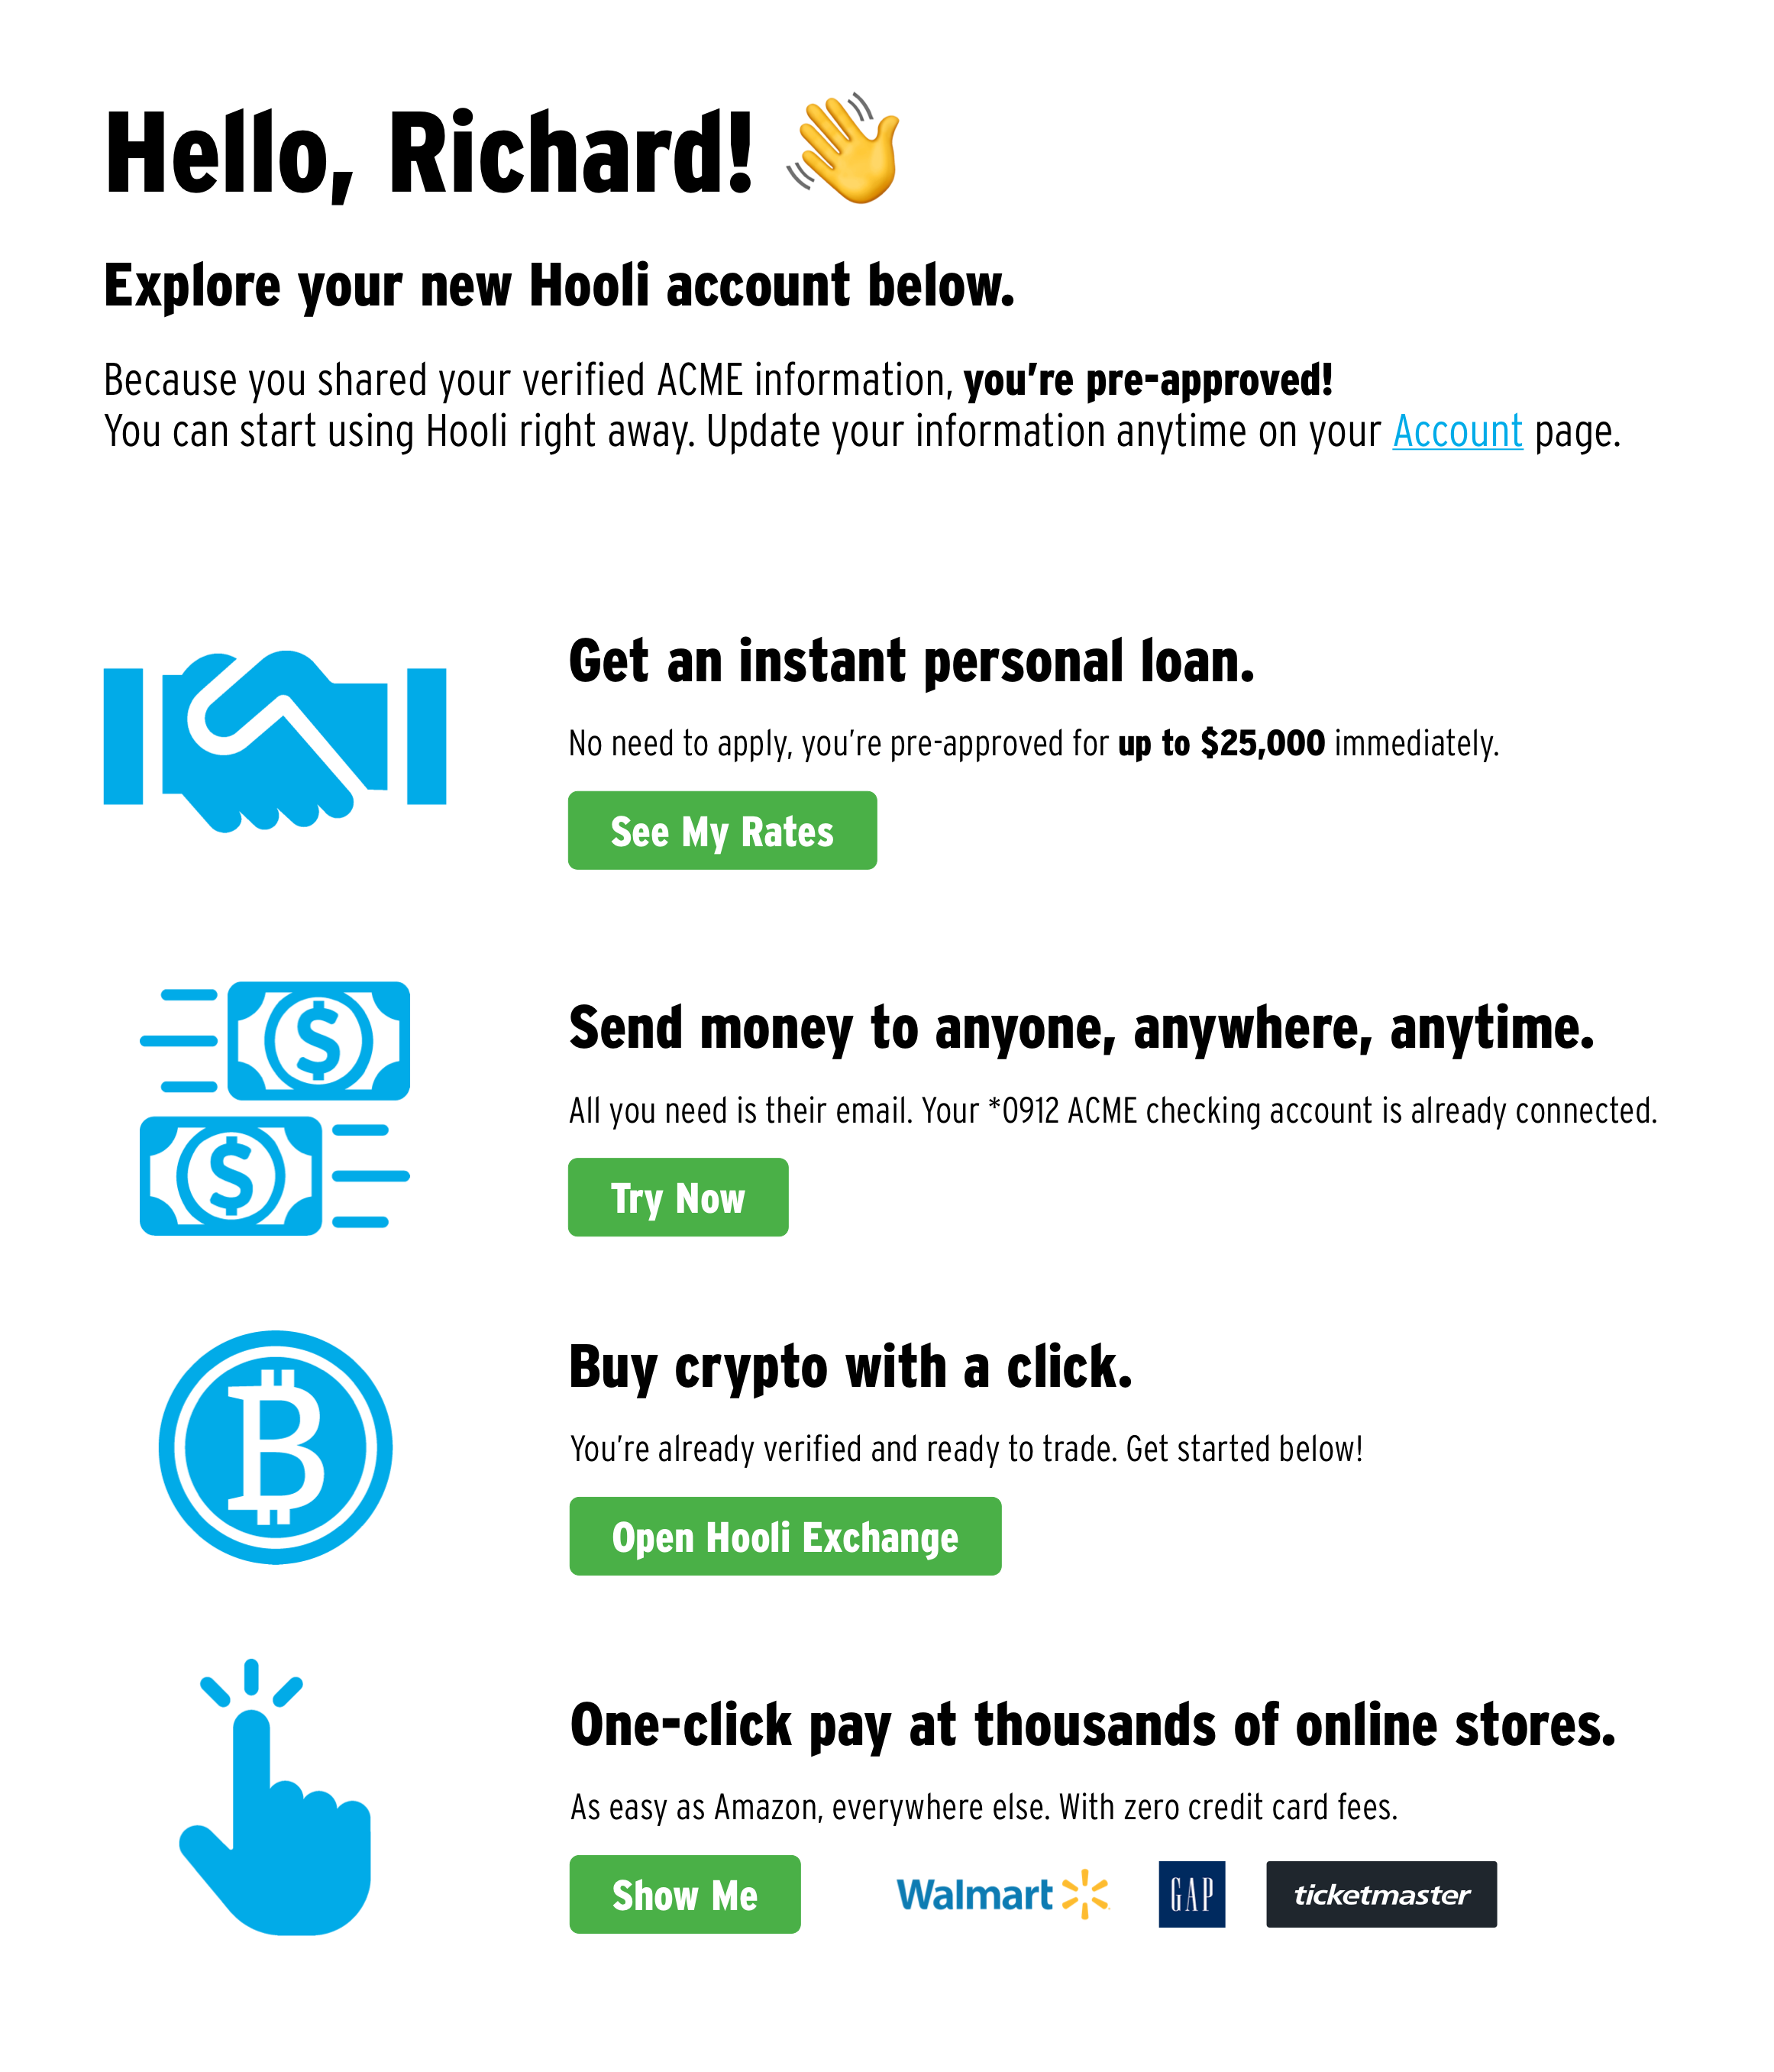 Hello, Richard! 👋
Explore your new Hooli account below.
Because you shared your verified ACME information, you’re pre-approved!
You can start using Hooli right away. Update your information anytime on your Account page.
Get an instant personal loan.
No need to apply, you’re pre-approved for up to $25,000 immediately.
See My Rates
Send money to anyone, anywhere, anytime.
All you need is their email. Your *0912 ACME checking account is already connected.
Try Now
Buy crypto with a click.
You’re already verified and ready to trade. Get started below!
Open Hooli Exchange
One-click pay at thousands of online stores.
As easy as Amazon, everywhere else. With zero credit card fees.
Show Me Walmart GAP ticketmaster